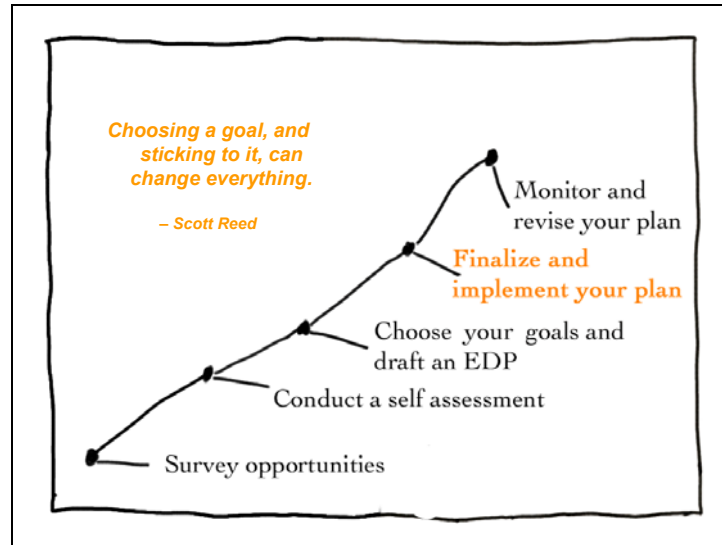 Choosing a goal, and
sticking to it, can
change everything.
– Scott Reed
Monitor and
revise your plan
Finalize and
implement your plan
Choose your goals and
draft an EDP
Conduct a self assessment
Survey opportunities